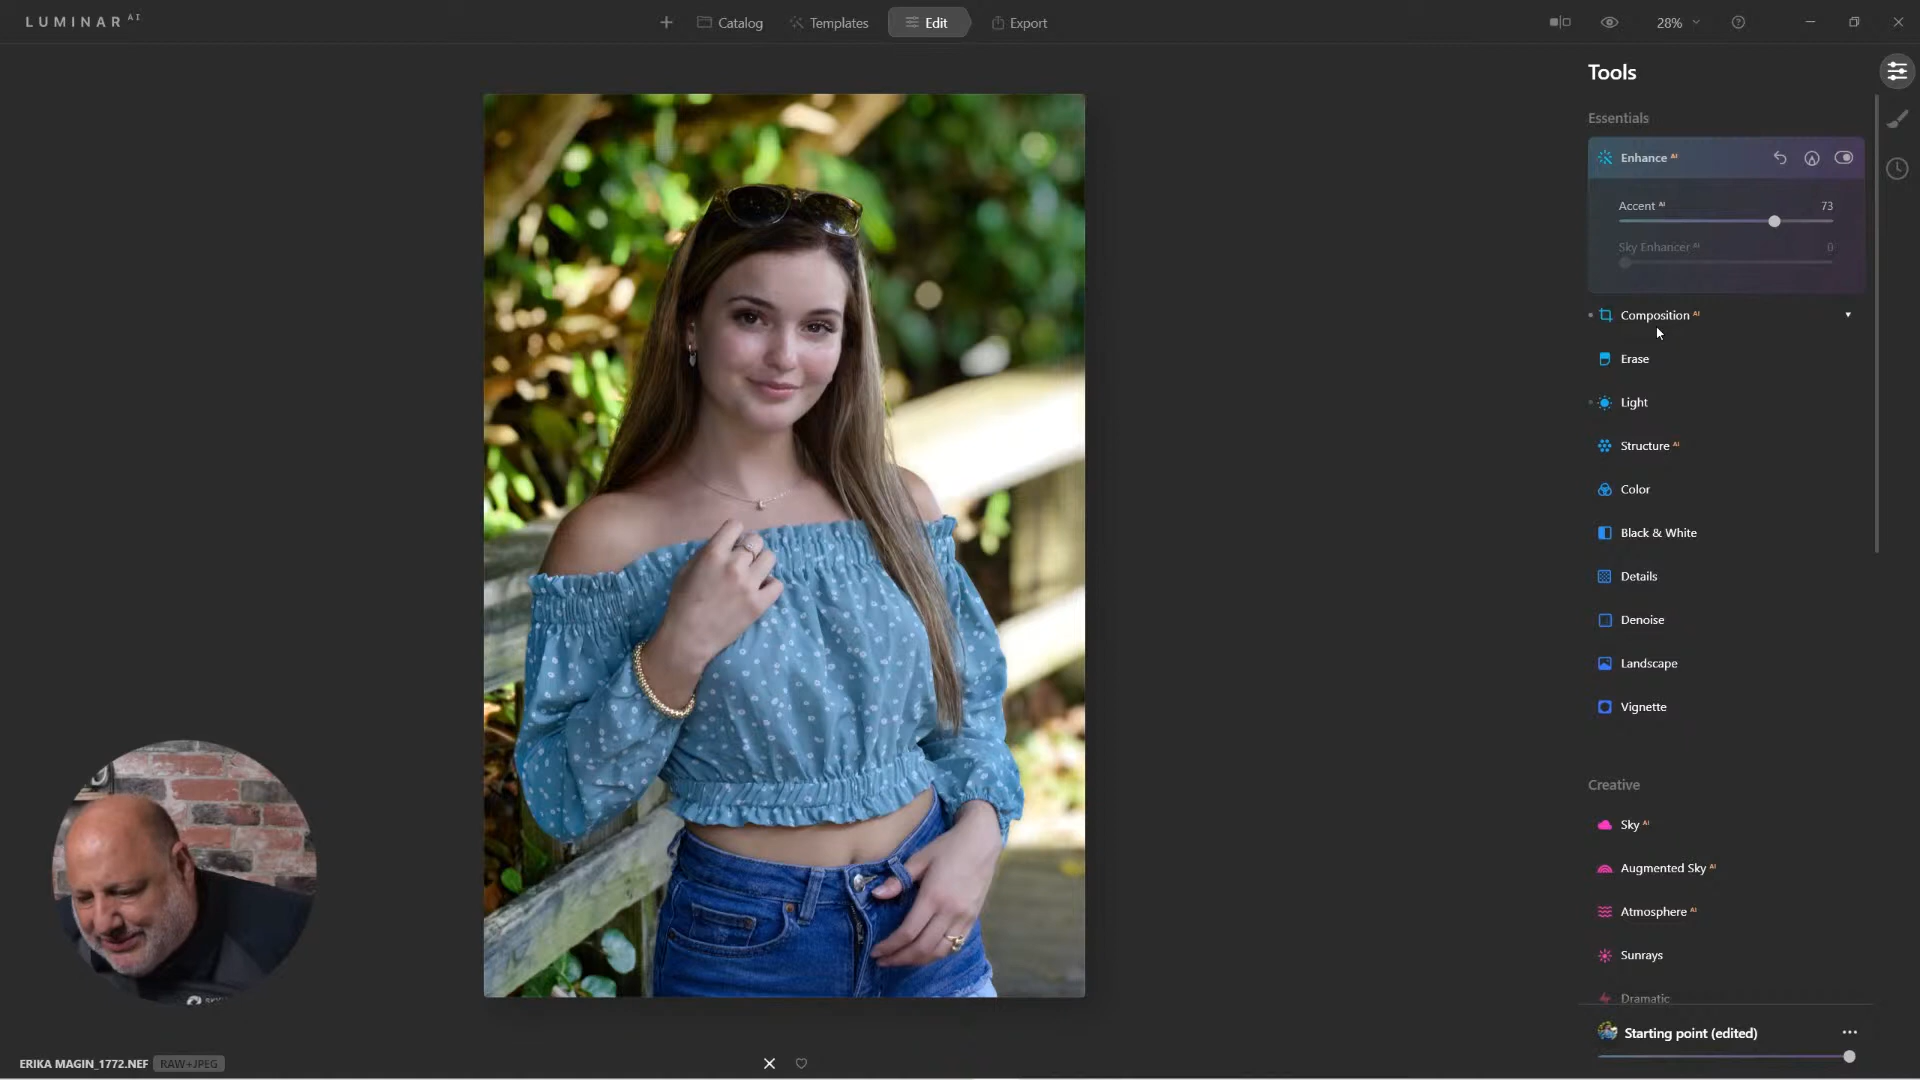 LUMINAR AI
Catalog
Templates
Edit
Export
28%
Tools
Essentials
Enhance AI
Accent AI
73
Sky Enhancer AI
0
Composition AI
Erase
Light
Structure AI
Color
Black & White
Details
Denoise
Landscape
Vignette
Creative
Sky AI
Augmented Sky AI
Atmosphere AI
Sunrays
Dramatic
Starting point (edited)
ERIKA MAGIN_1772.NEF RAW+JPEG